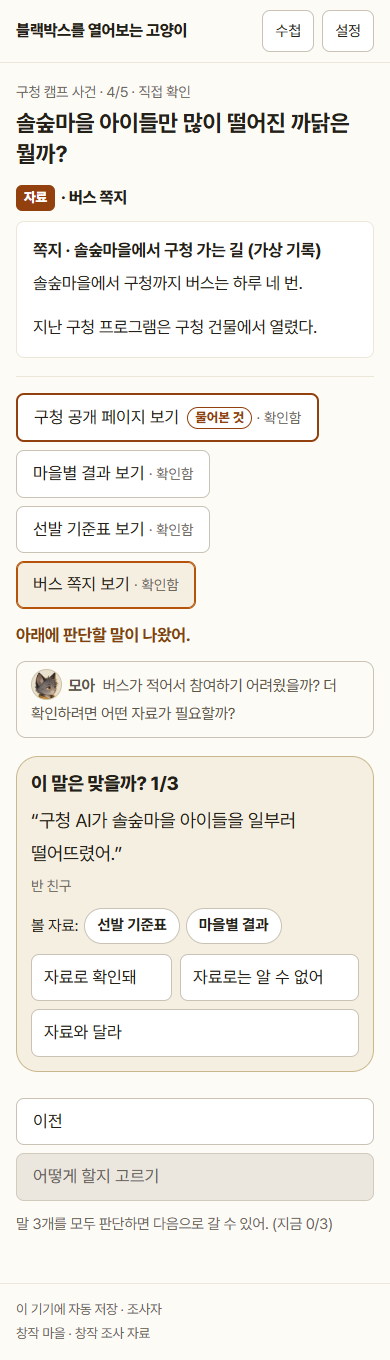 블랙박스를 열어보는 고양이
수첩
설정
구청 캠프 사건 · 4/5 · 직접 확인
솔숲마을 아이들만 많이 떨어진 까닭은
뭘까?
자료 · 버스 쪽지
쪽지 · 솔숲마을에서 구청 가는 길 (가상 기록)
솔숲마을에서 구청까지 버스는 하루 네 번.
지난 구청 프로그램은 구청 건물에서 열렸다.
구청 공개 페이지 보기 물어본 것 · 확인함
마을별 결과 보기 · 확인함
선발 기준표 보기 · 확인함
버스 쪽지 보기 · 확인함
아래에 판단할 말이 나왔어.
모아 버스가 적어서 참여하기 어려웠을까? 더
확인하려면 어떤 자료가 필요할까?
이 말은 맞을까? 1/3
“구청 AI가 솔숲마을 아이들을 일부러
떨어뜨렸어.”
반 친구
볼 자료: 선발 기준표 마을별 결과
자료로 확인돼
자료로는 알 수 없어
자료와 달라
이전
어떻게 할지 고르기
말 3개를 모두 판단하면 다음으로 갈 수 있어. (지금 0/3)
이 기기에 자동 저장 · 조사자
창작 마을 · 창작 조사 자료